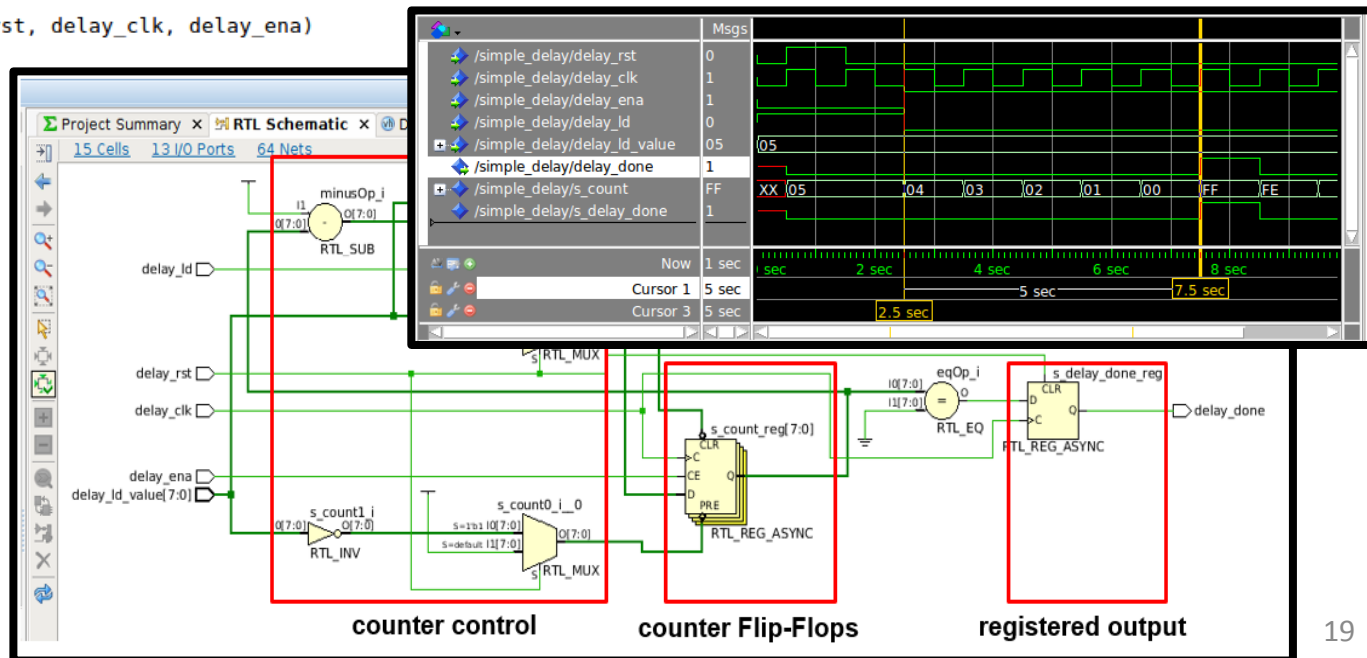 st, delay_clk, delay_ena)
Msgs
/simple_delay/delay_rst 0
/simple_delay/delay_clk 1
/simple_delay/delay_ena 1
/simple_delay/delay_ld 0
/simple_delay/delay_ld_value 05 05
/simple_delay/delay_done 1
/simple_delay/s_count FF XX 05 04 03 02 01 00 FF FE
/simple_delay/s_delay_done 1
Now 1 sec sec 2 sec 4 sec 6 sec 8 sec
Cursor 1 5 sec 5 sec 7.5 sec
Cursor 3 5 sec 2.5 sec
Project Summary RTL Schematic D
15 Cells 13 I/O Ports 64 Nets
minusOp_i
I1
0[7:0]
O[7:0]
-
RTL_SUB
delay_ld
RTL_MUX
S
delay_rst
delay_clk
delay_ena
delay_ld_value[7:0]
s_count1_i
0[7:0] O[7:0]
RTL_INV
s_count0_i__0
S=1'b1 I0[7:0]
S=default I1[7:0]
O[7:0]
S RTL_MUX
s_count_reg[7:0]
CLR
C
CE Q
D
PRE
RTL_REG_ASYNC
eqOp_i
I0[7:0]
I1[7:0]
= O
RTL_EQ
s_delay_done_reg
CLR
D
C Q
RTL_REG_ASYNC
delay_done
counter control counter Flip-Flops registered output
19